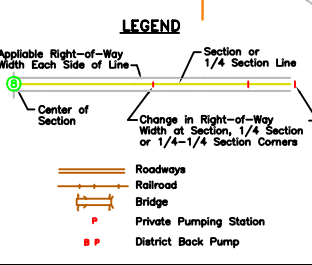 LEGEND
Appliable Right-of-Way
Width Each Side of Line
Section or
1/4 Section Line
B
Center of
Section
Change in Right-of-Way
Width at Section, 1/4 Section
or 1/4-1/4 Section Corners
Roadways
Railroad
Bridge
P Private Pumping Station
B P District Back Pump